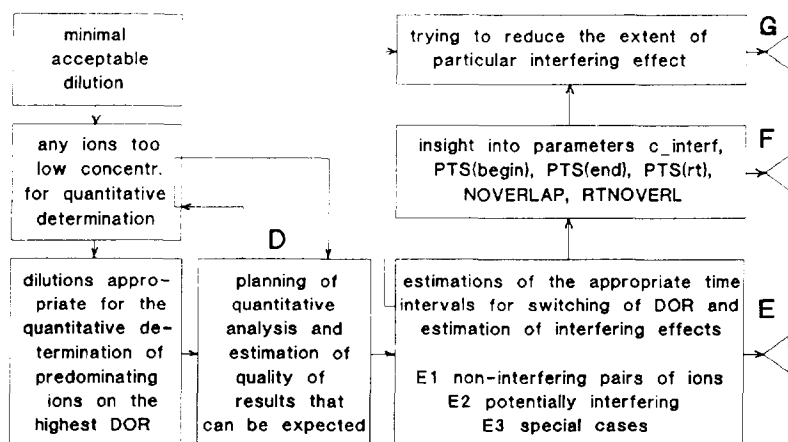 minimal
acceptable
dilution
any ions too
low concentr.
for quantitative
determination
dilutions appro-
priate for the
quantitative de-
termination of
predominating
ions on the
highest DOR
D
planning of
quantitative
analysis and
estimation of
quality of
results that
can be expected
G
trying to reduce the extent of
particular interfering effect
F
insight into parameters c_interf,
PTS(begin), PTS(end), PTS(rt),
NOVERLAP, RTNOVERL
E
estimations of the appropriate time
intervals for switching of DOR and
estimation of interfering effects
E1 non-interfering pairs of ions
E2 potentially interfering
E3 special cases